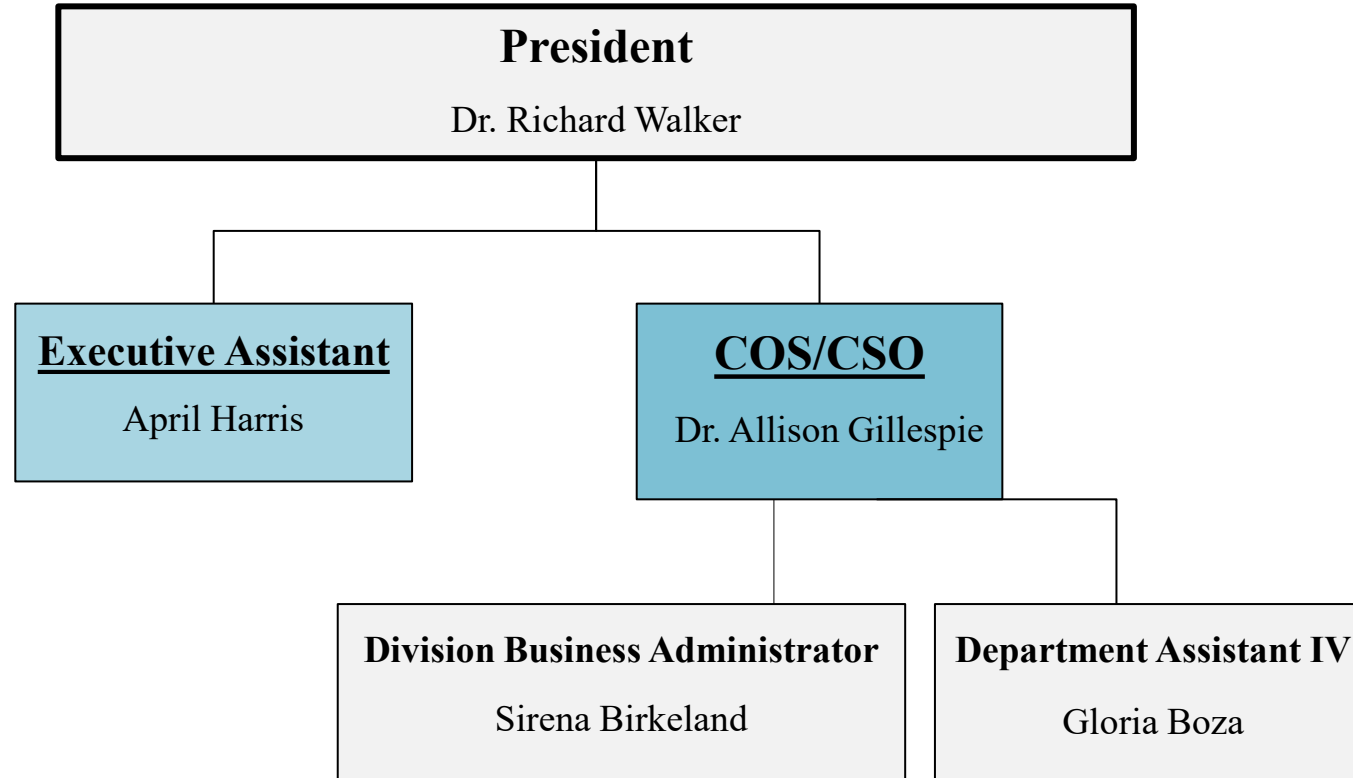 President
Dr. Richard Walker
Executive Assistant
April Harris
COS/CSO
Dr. Allison Gillespie
Division Business Administrator
Sirena Birkeland
Department Assistant IV
Gloria Boza